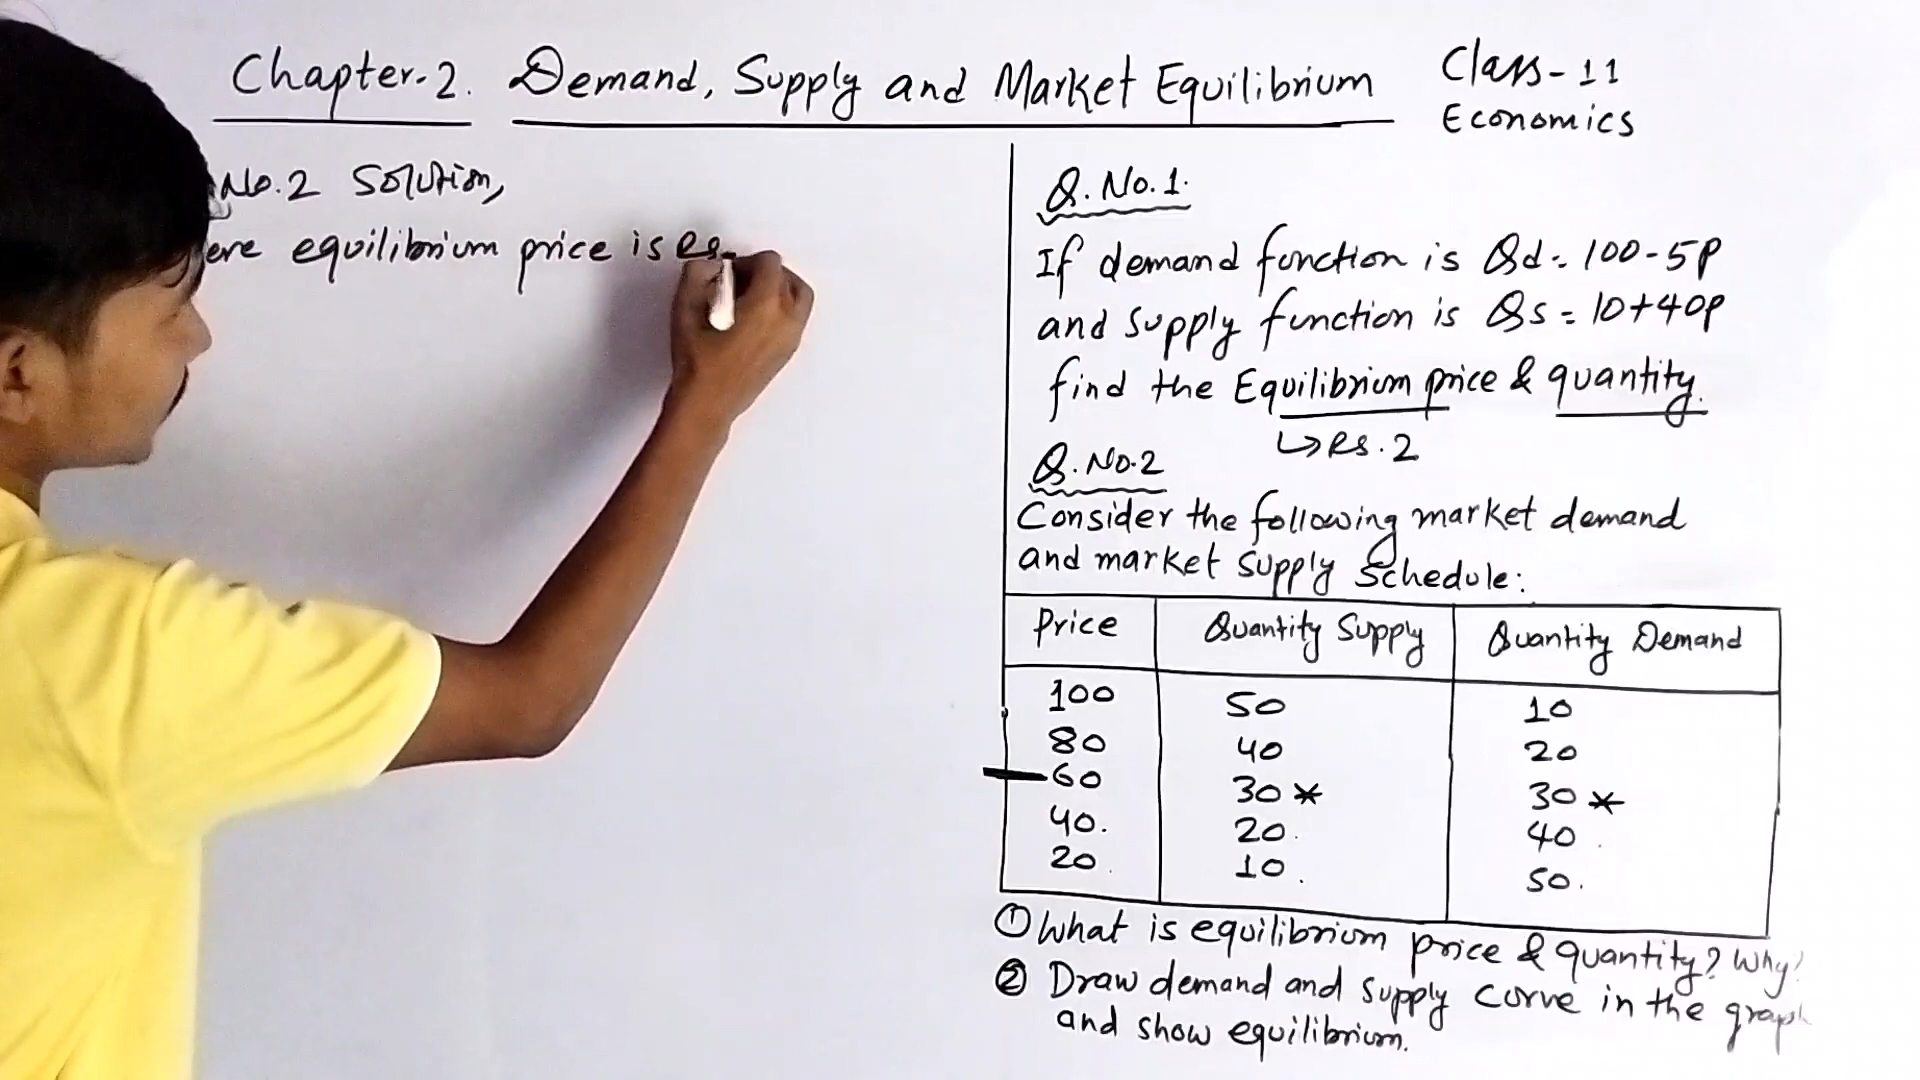 Chapter-2. Demand, Supply and Market Equilibrium
Class-11
Economics
No.2 Solution,
ere equilibrium price is Rs.
Q.No.1.
If demand function is Qd = 100-5P
and supply function is Qs = 10+40P
find the Equilibrium price & quantity.
↳ Rs. 2
Q.No.2
Consider the following market demand
and market supply schedule:
Price Quantity Supply Quantity Demand
100 50 10
80 40 20
60 30* 30*
40. 20. 40.
20. 10. 50.
① What is equilibrium price & quantity? Why?
② Draw demand and supply curve in the graph
and show equilibrium.